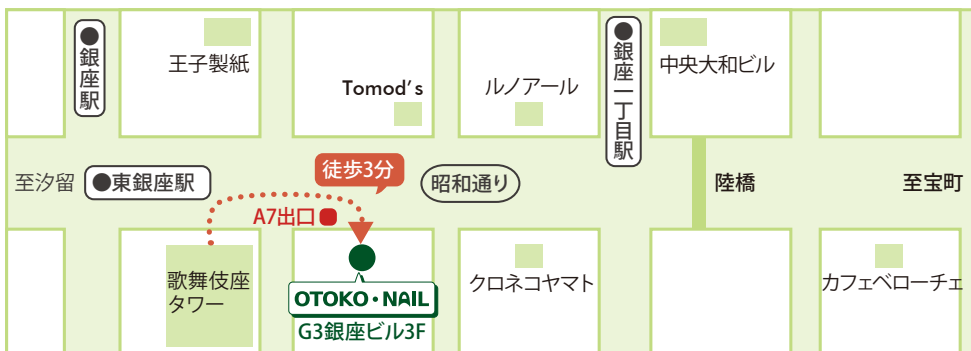 銀座駅
王子製紙
Tomod's
ルノアール
銀座一丁目駅
中央大和ビル
至汐留
東銀座駅
徒歩3分
昭和通り
陸橋
至宝町
A7出口
歌舞伎座
タワー
OTOKO・NAIL
G3銀座ビル3F
クロネコヤマト
カフェベローチェ